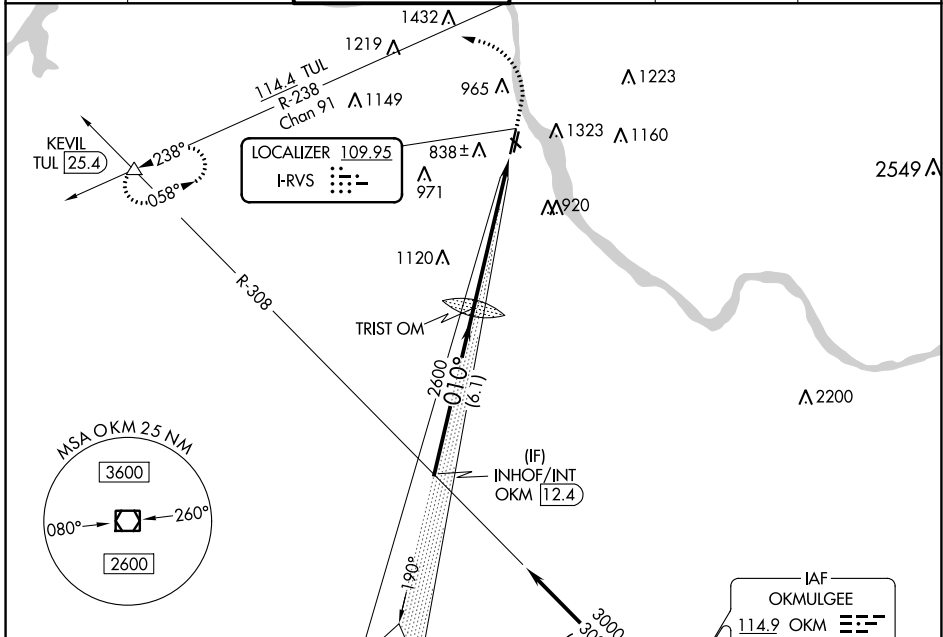 1432
1219
114.4 TUL
R-238
Chan 91
1149
965
1223
1323
1160
KEVIL
TUL 25.4
238°
058°
LOCALIZER 109.95
I-RVS
838±
971
2549
920
1120
R-308
TRIST OM
2600
010°
(6.1)
2200
MSA OKM 25 NM
3600
080°
260°
2600
(IF)
INHOF/INT
OKM 12.4
190°
3000
IAF
OKMULGEE
114.9 OKM